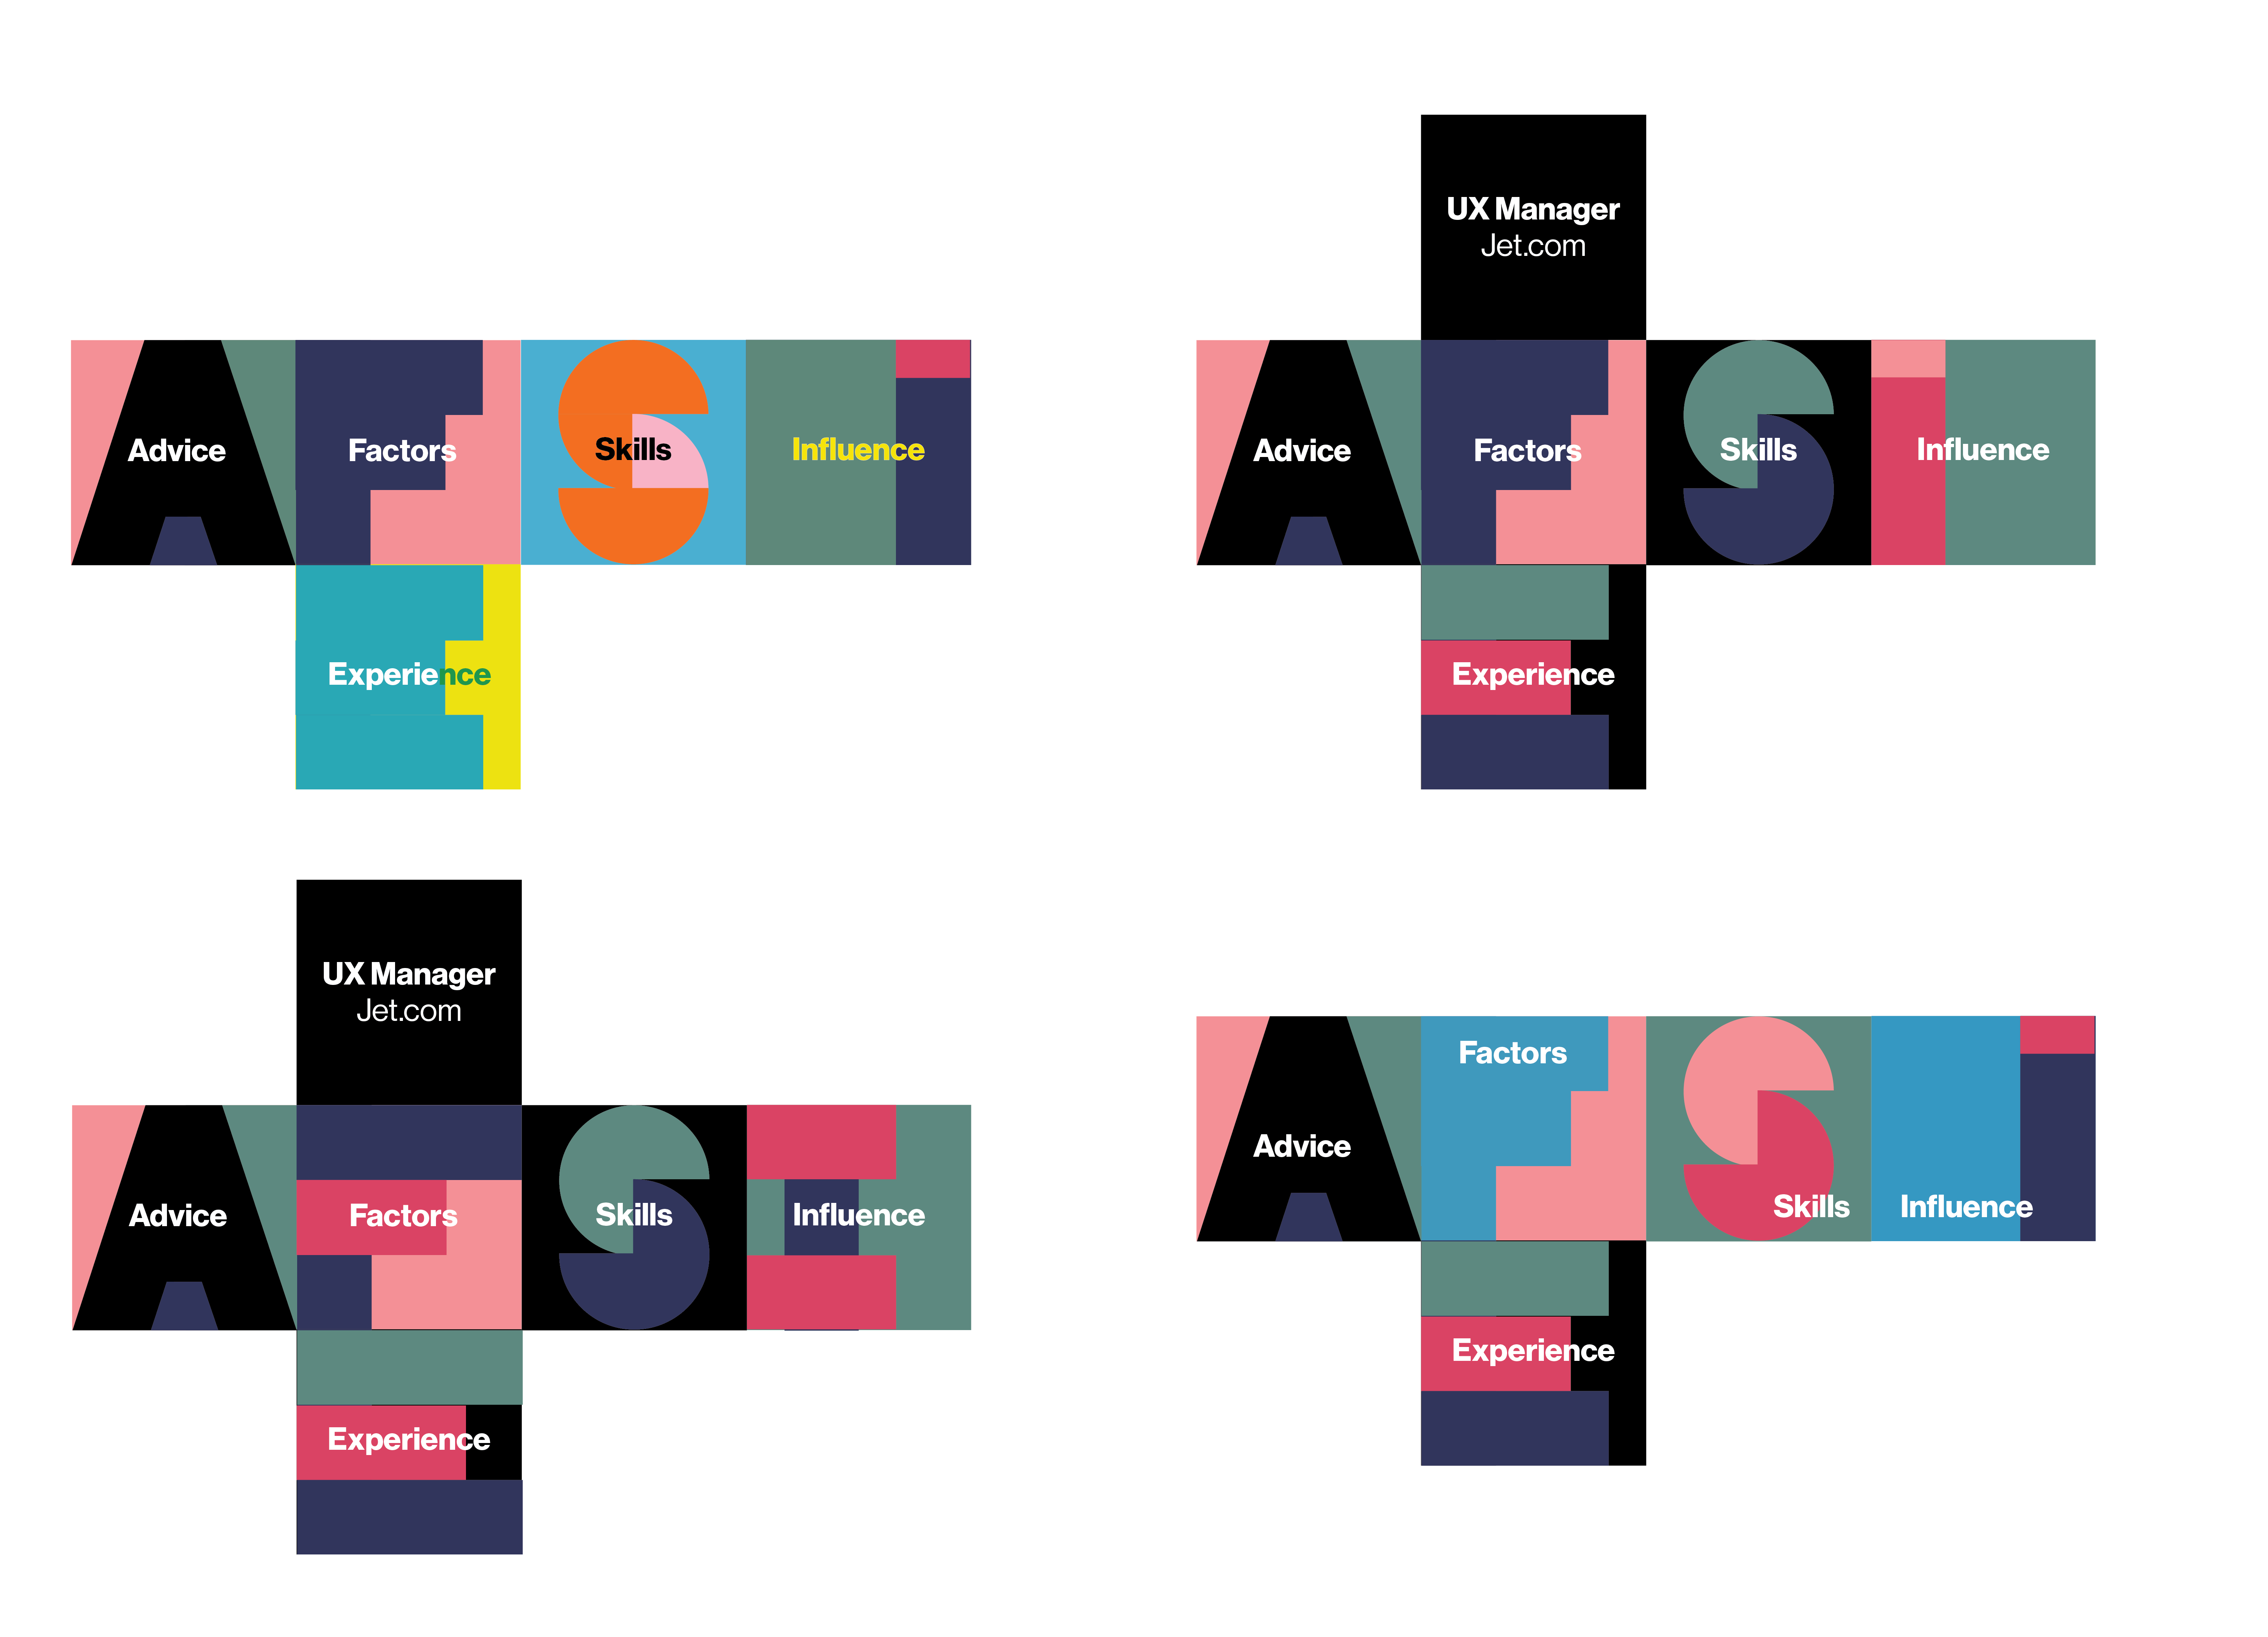 Advice
Factors
Skills
Influence
Experience
UX Manager
Jet.com
Advice
Factors
Skills
Influence
Experience
UX Manager
Jet.com
Advice
Factors
Skills
Influence
Experience
Factors
Advice
Skills
Influence
Experience